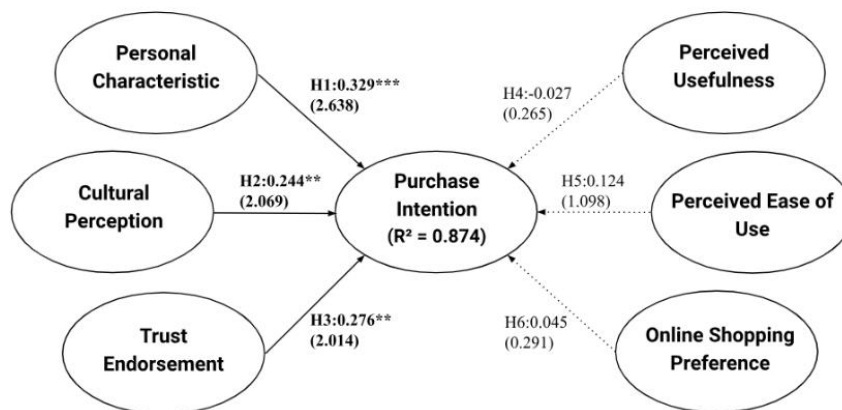 Personal
Characteristic
H1:0.329***
(2.638)
Perceived
Usefulness
H4:-0.027
(0.265)
Cultural
Perception
H2:0.244**
(2.069)
Purchase
Intention
(R² = 0.874)
H5:0.124
(1.098)
Perceived Ease of
Use
Trust
Endorsement
H3:0.276**
(2.014)
H6:0.045
(0.291)
Online Shopping
Preference